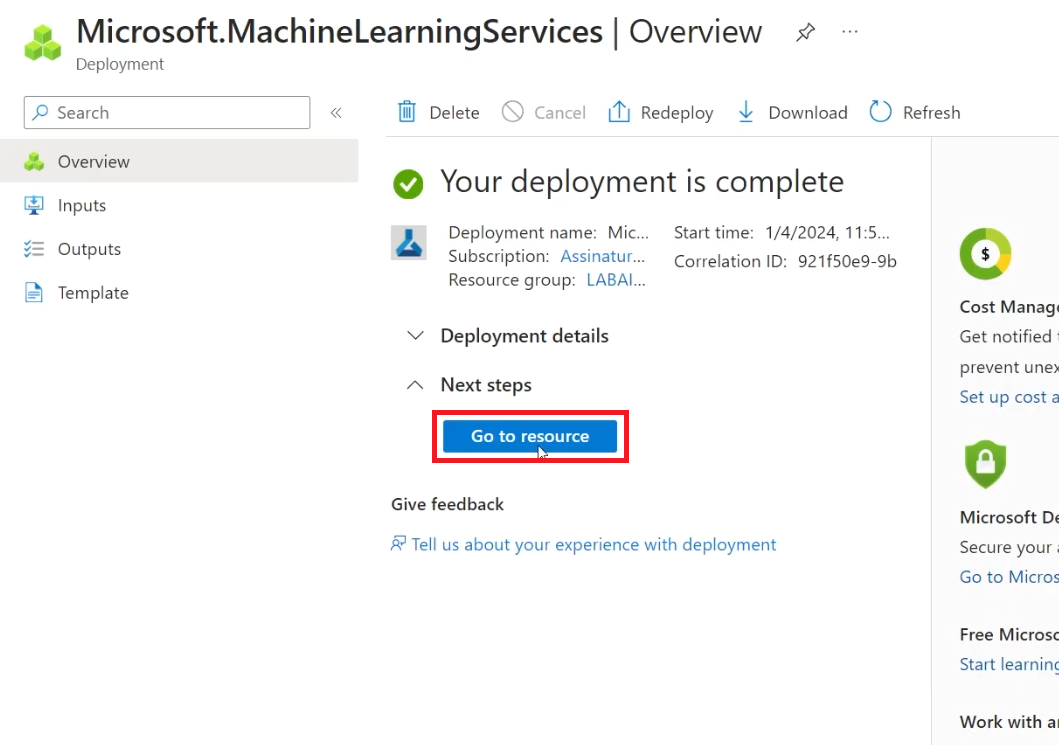 Microsoft.MachineLearningServices | Overview
...
Deployment
Search
«
Delete
Cancel
Redeploy
Download
Refresh
Overview
Inputs
Outputs
Template
Your deployment is complete
Deployment name: Mic...
Subscription: Assinatur...
Resource group: LABAI...
Start time: 1/4/2024, 11:5...
Correlation ID: 921f50e9-9b
Deployment details
Next steps
Go to resource
Give feedback
Tell us about your experience with deployment
$
Cost Manag
Get notified
prevent unex
Set up cost a
Microsoft De
Secure your a
Go to Micros
Free Microso
Start learning
Work with a